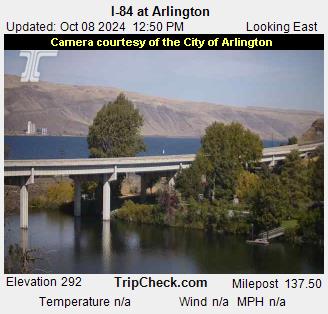 I-84 at Arlington
Updated: Oct 08 2024 12:50 PM Looking East
Camera courtesy of the City of Arlington
Elevation 292 TripCheck.com Milepost 137.50
Temperature n/a Wind n/a MPH n/a